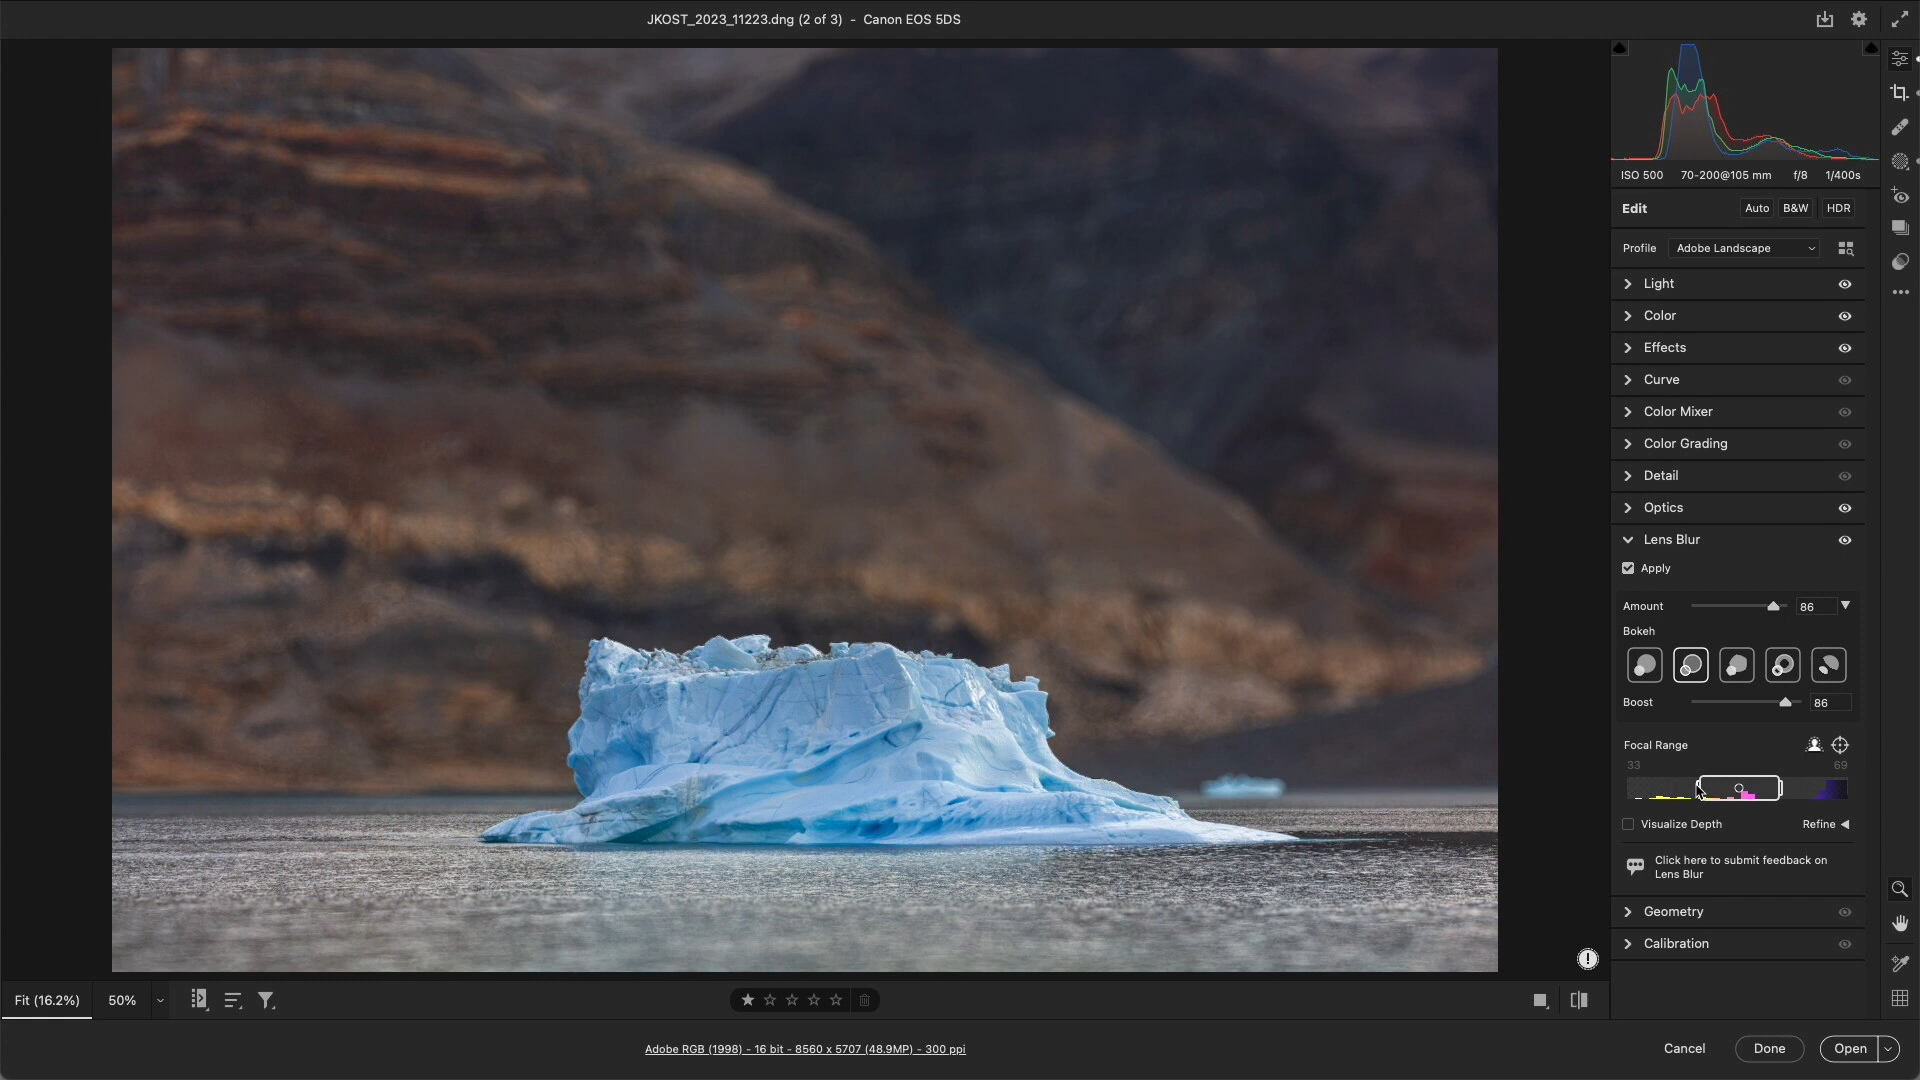 JKOST_2023_11223.dng (2 of 3) - Canon EOS 5DS
ISO 500 70-200@105 mm f/8 1/400s
Edit Auto B&W HDR
Profile Adobe Landscape
Light
Color
Effects
Curve
Color Mixer
Color Grading
Detail
Optics
Lens Blur
Apply
Amount 86
Bokeh
Boost 86
Focal Range
33 69
Visualize Depth Refine
Click here to submit feedback on
Lens Blur
Geometry
Calibration
Fit (16.2%) 50%
Adobe RGB (1998) - 16 bit - 8560 x 5707 (48.9MP) - 300 ppi
Cancel Done Open